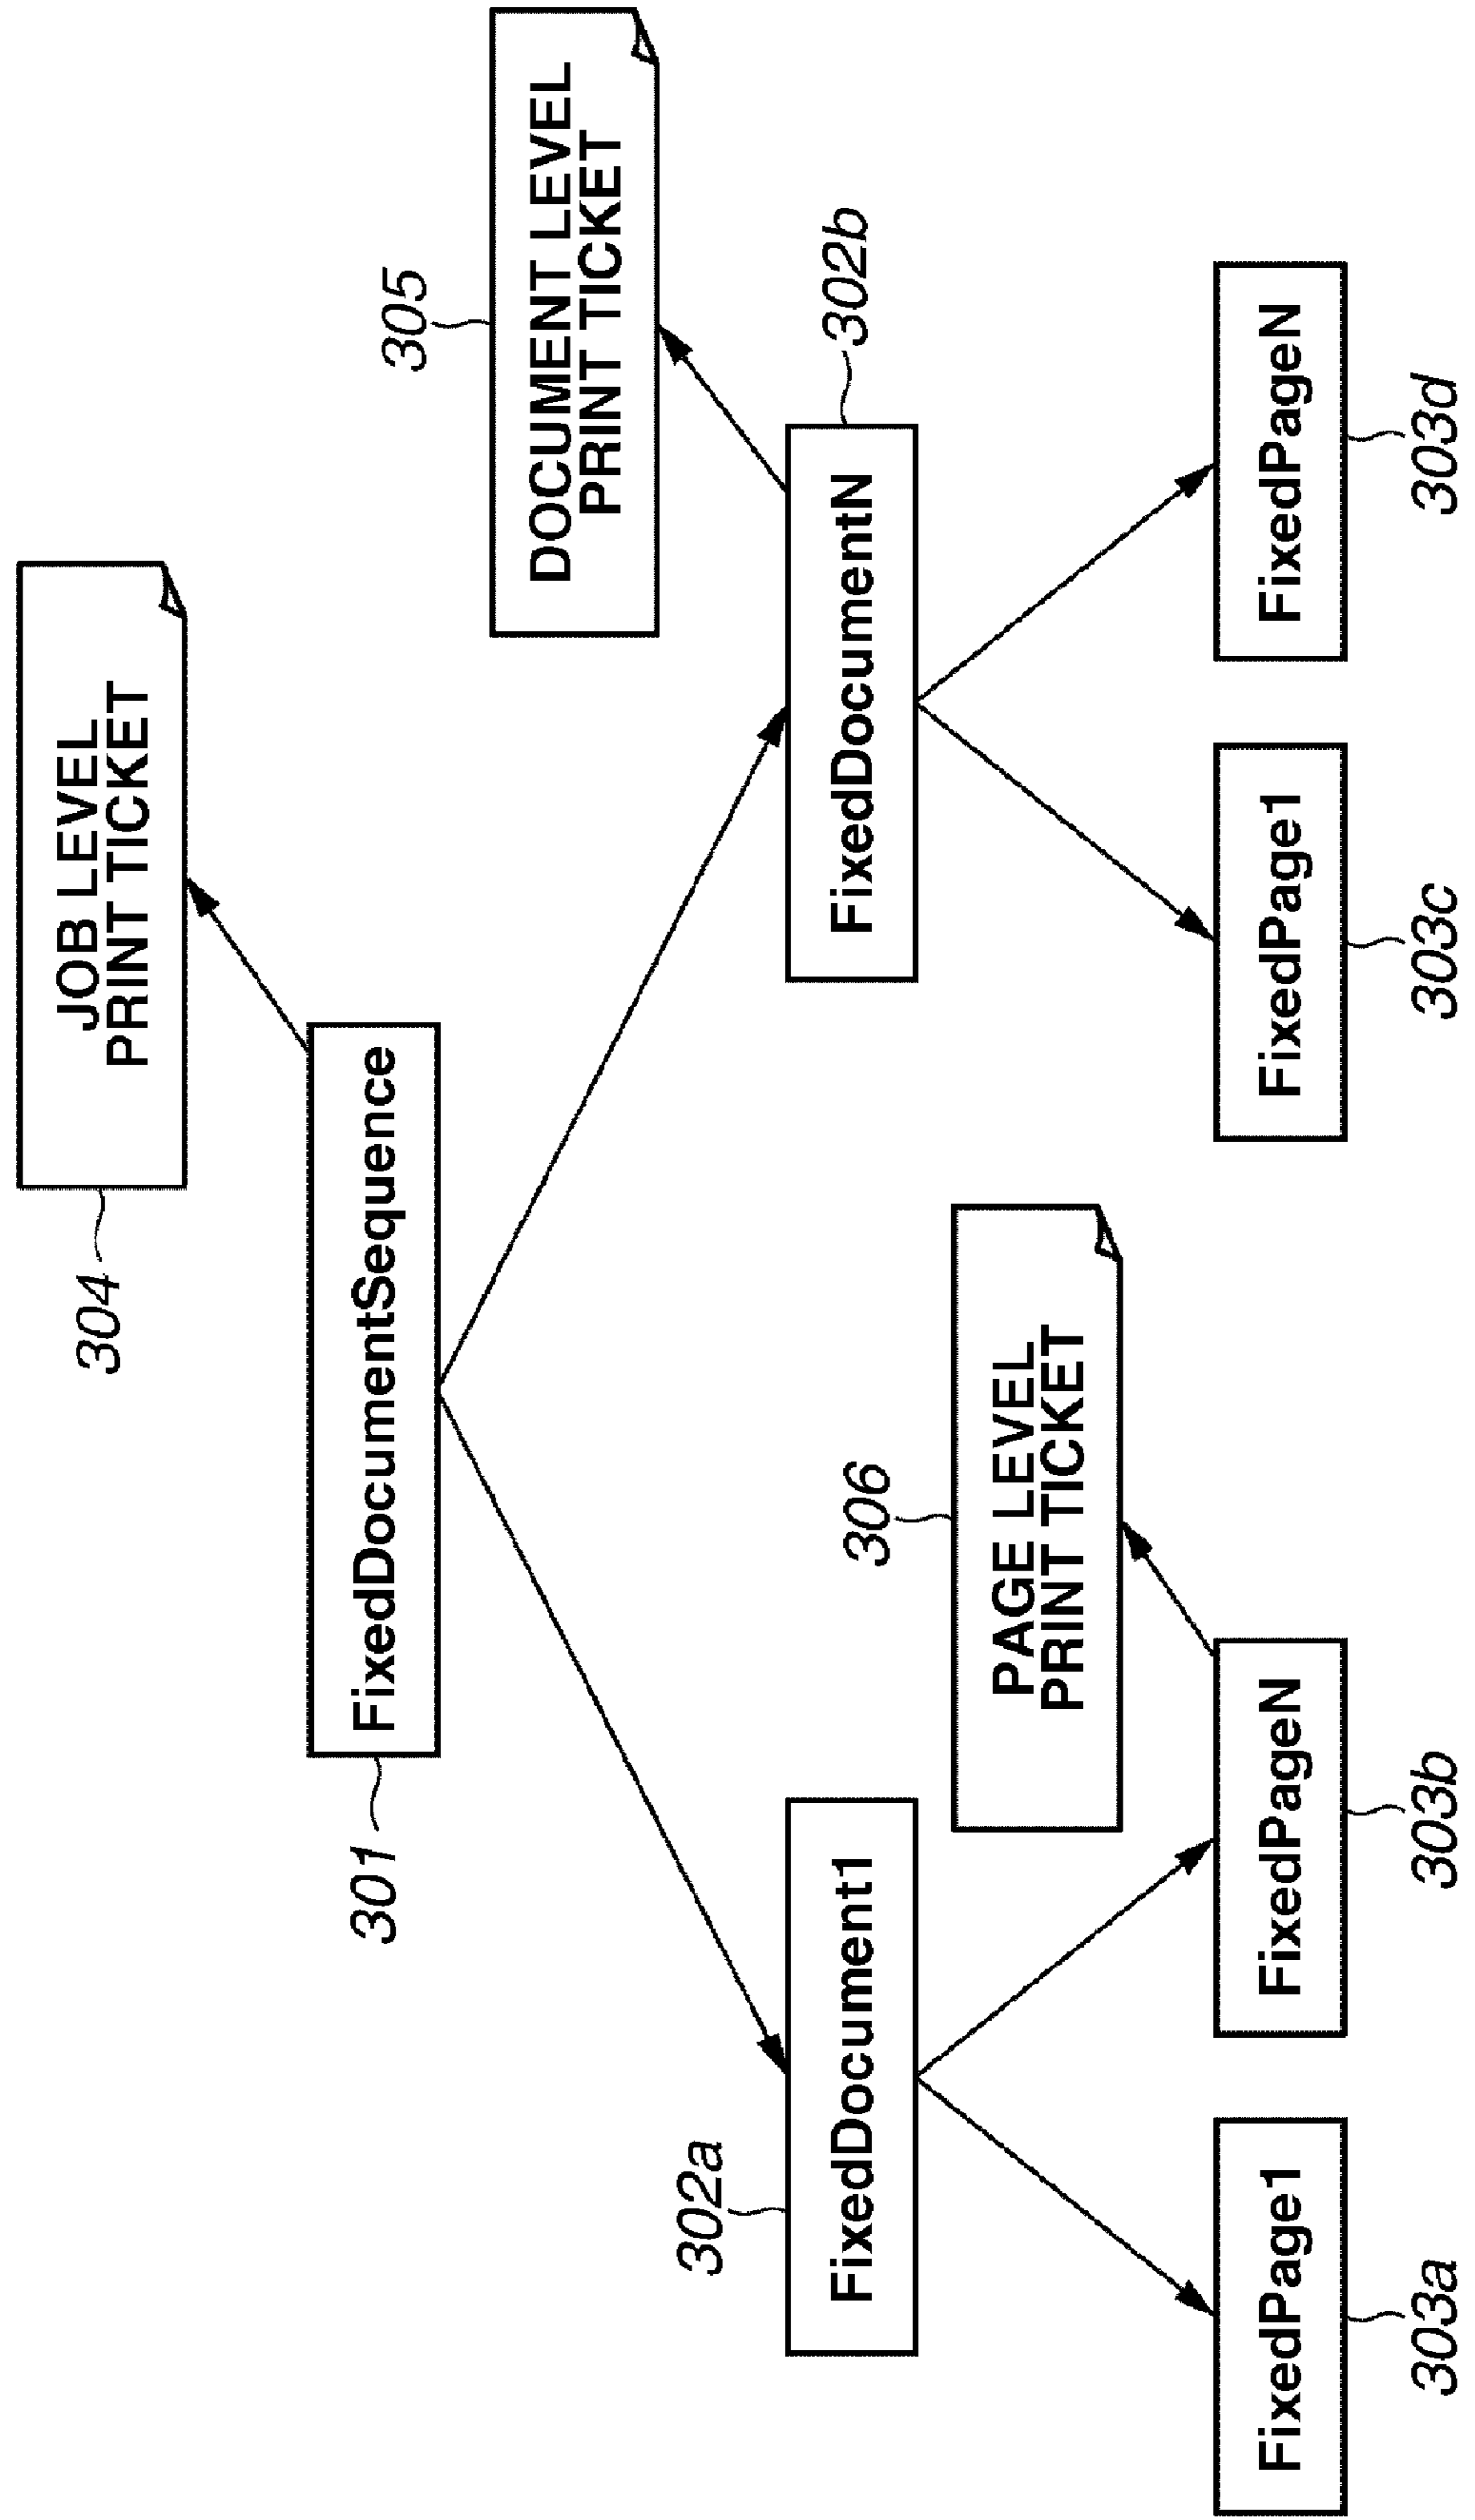 JOB LEVEL
PRINT TICKET
304
301
FixedDocumentSequence
305
DOCUMENT LEVEL
PRINT TICKET
302a
FixedDocument1
FixedDocumentN
302b
306
PAGE LEVEL
PRINT TICKET
FixedPage1
FixedPageN
FixedPage1
FixedPageN
303a
303b
303c
303d